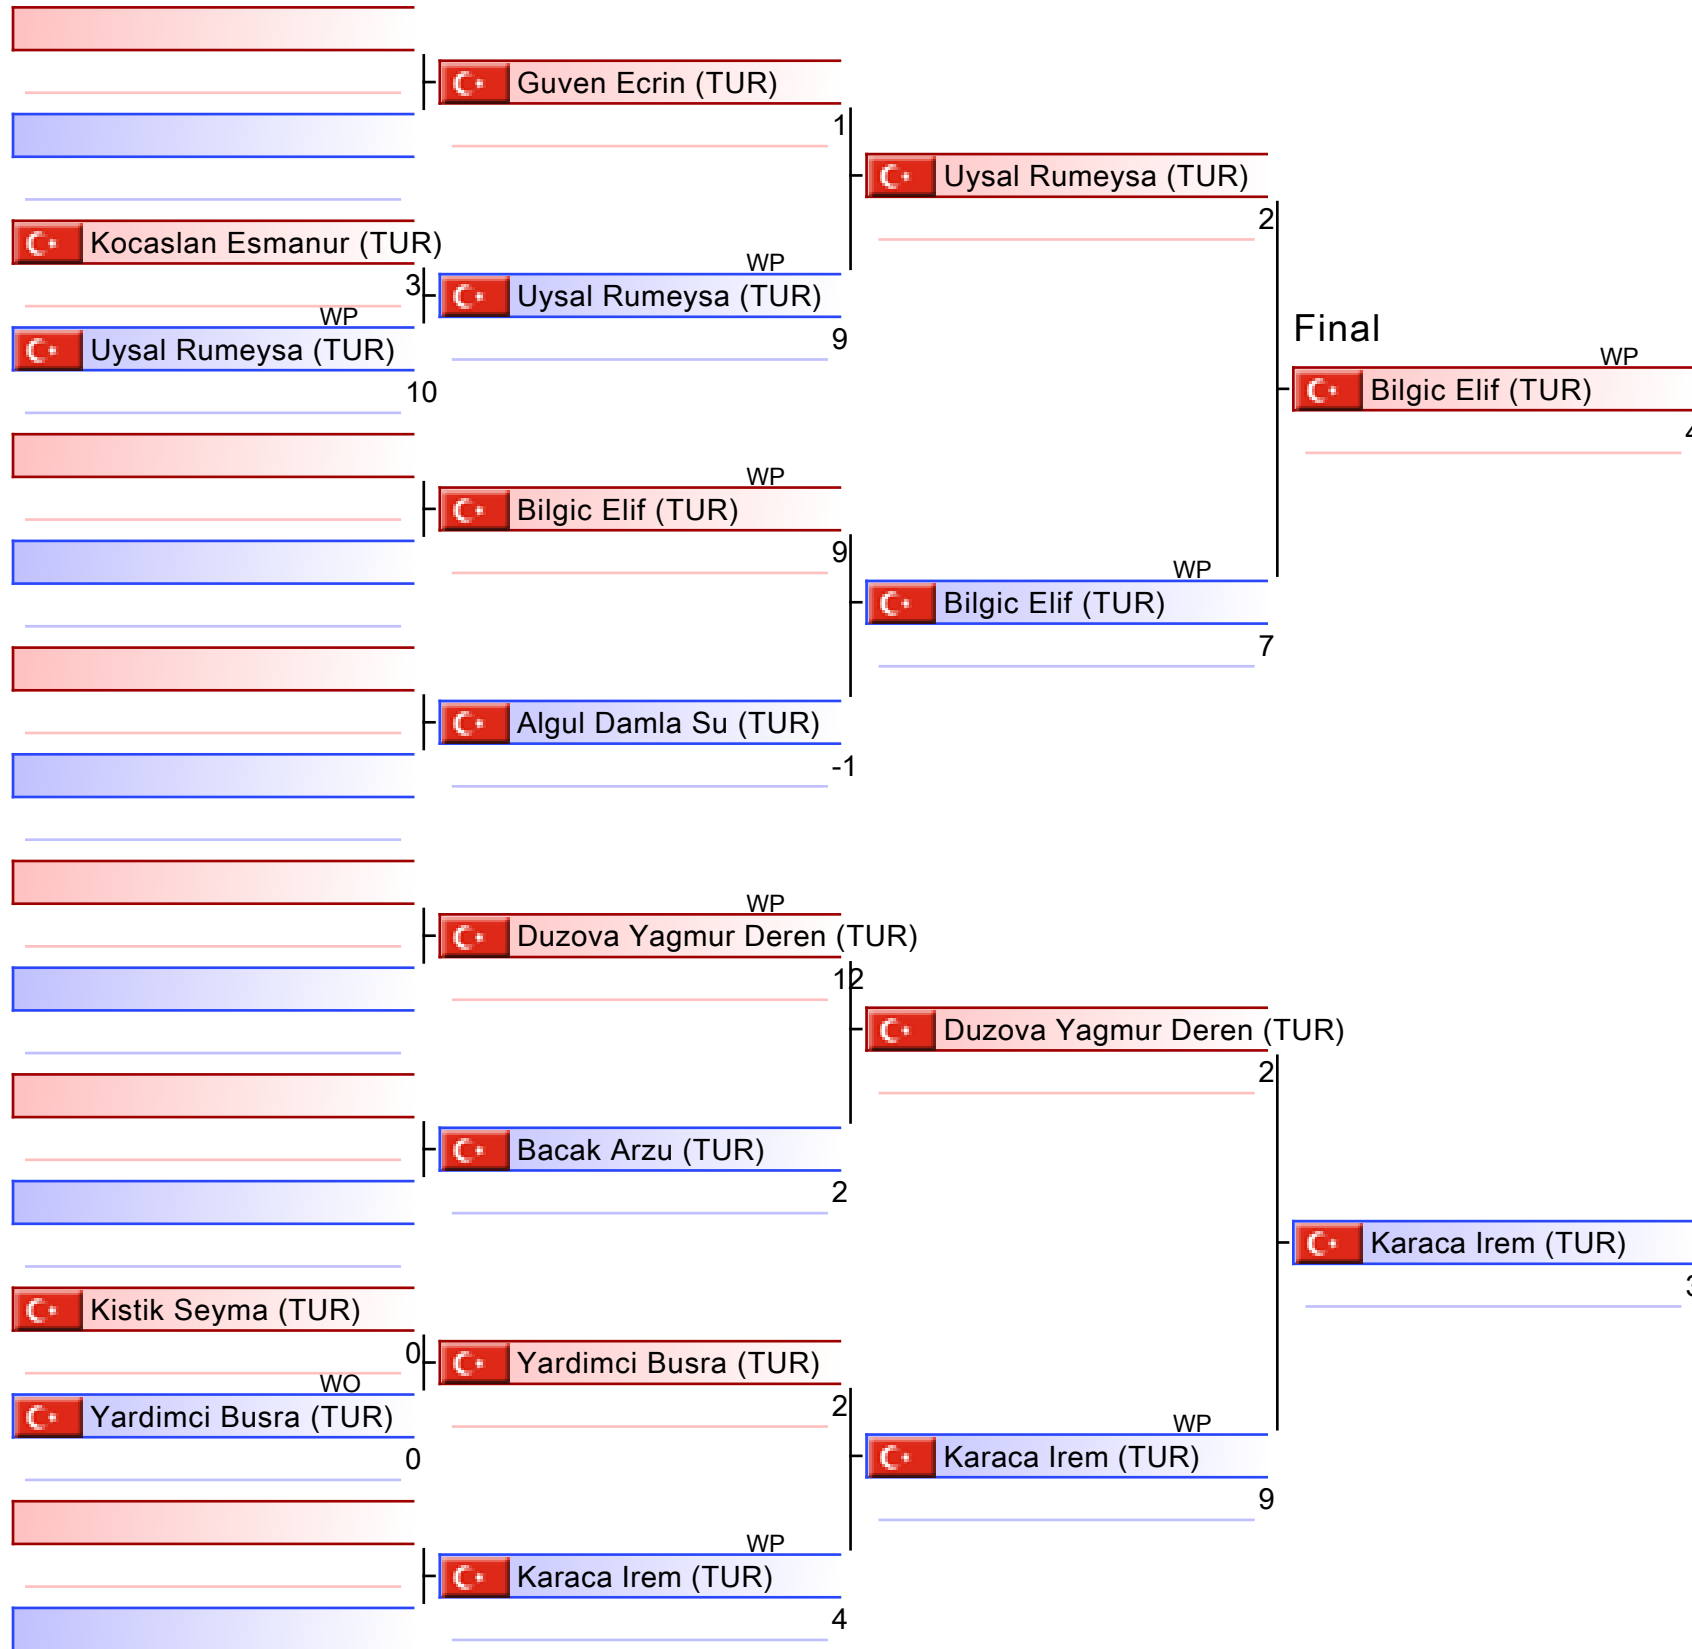 Guven Ecrin (TUR)
1
Uysal Rumeysa (TUR)
2
Kocaslan Esmanur (TUR)
3
WP
Uysal Rumeysa (TUR)
9
WP
Uysal Rumeysa (TUR)
10
Final
WP
Bilgic Elif (TUR)
4
WP
Bilgic Elif (TUR)
9
WP
Bilgic Elif (TUR)
7
Algul Damla Su (TUR)
-1
WP
Duzova Yagmur Deren (TUR)
12
Duzova Yagmur Deren (TUR)
2
Bacak Arzu (TUR)
2
Karaca Irem (TUR)
3
Kistik Seyma (TUR)
0
Yardimci Busra (TUR)
2
WO
Yardimci Busra (TUR)
0
WP
Karaca Irem (TUR)
9
WP
Karaca Irem (TUR)
4